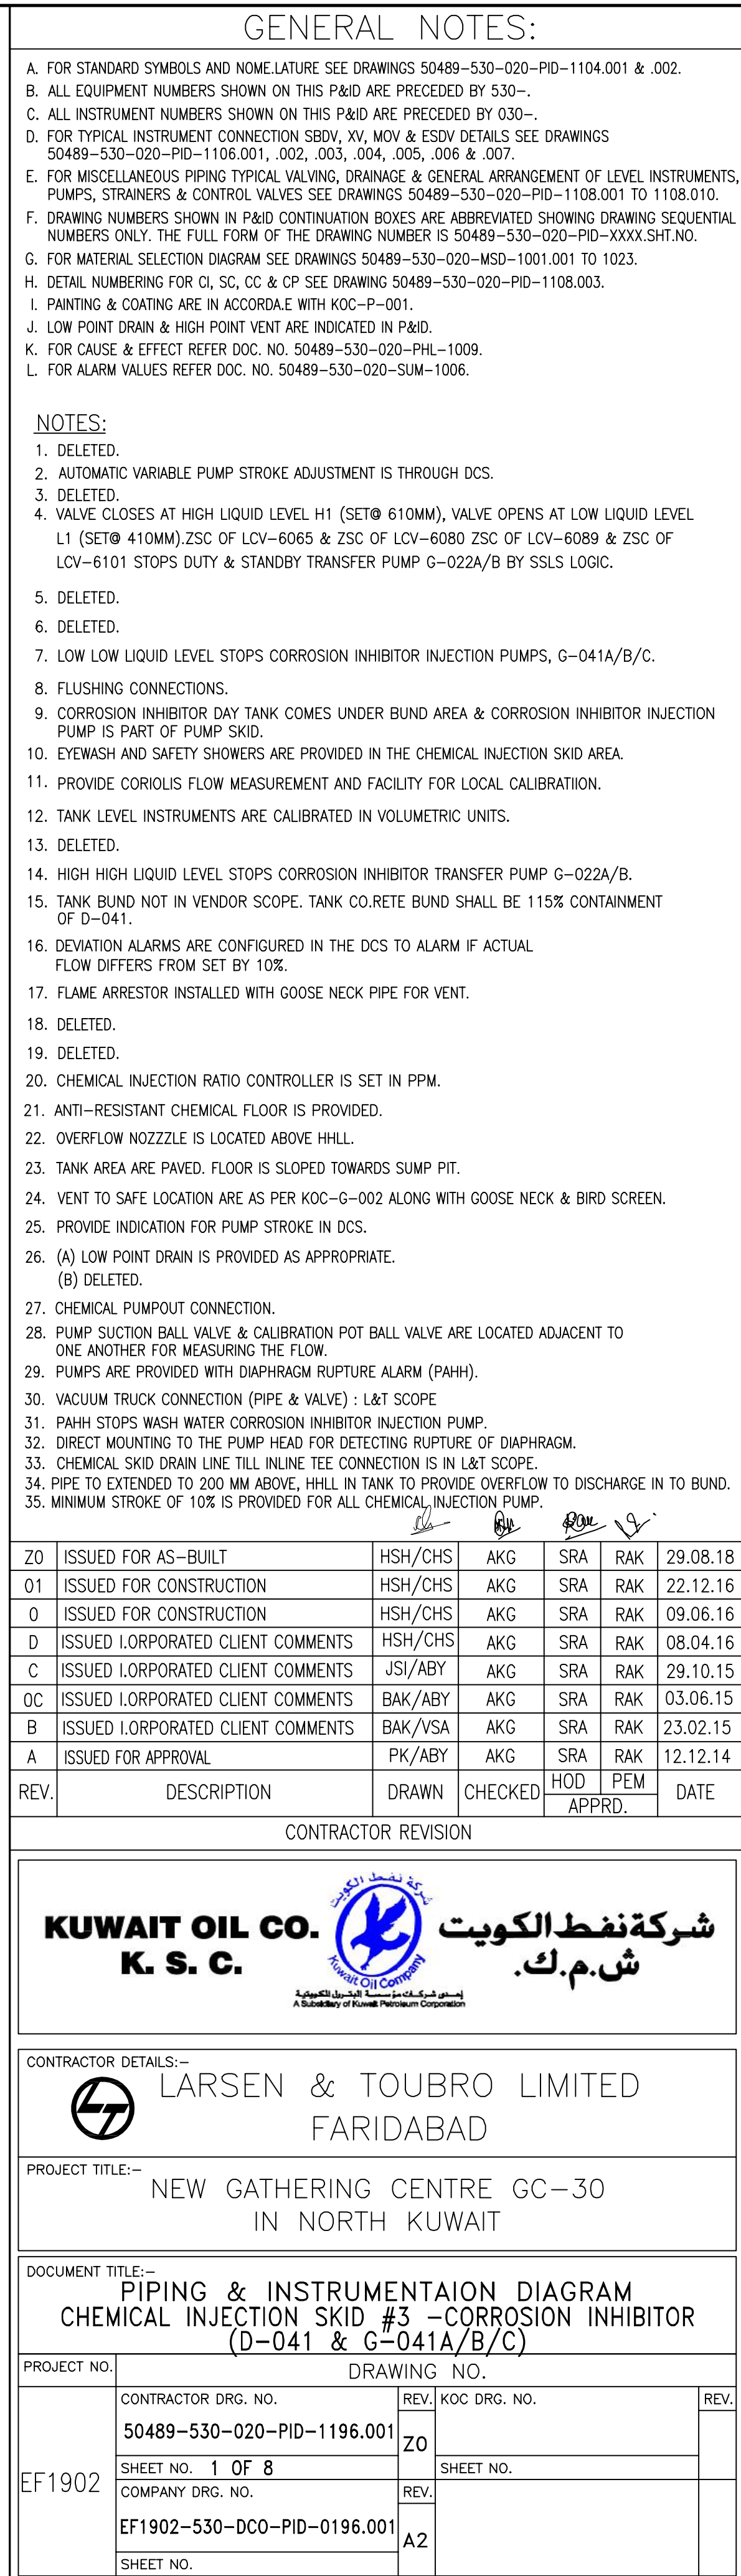 GENERAL NOTES:
A. FOR STANDARD SYMBOLS AND NOME.LATURE SEE DRAWINGS 50489-530-020-PID-1104.001 & .002.
B. ALL EQUIPMENT NUMBERS SHOWN ON THIS P&ID ARE PRECEDED BY 530-.
C. ALL INSTRUMENT NUMBERS SHOWN ON THIS P&ID ARE PRECEDED BY 030-.
D. FOR TYPICAL INSTRUMENT CONNECTION SBDV, XV, MOV & ESDV DETAILS SEE DRAWINGS
50489-530-020-PID-1106.001, .002, .003, .004, .005, .006 & .007.
E. FOR MISCELLANEOUS PIPING TYPICAL VALVING, DRAINAGE & GENERAL ARRANGEMENT OF LEVEL INSTRUMENTS,
PUMPS, STRAINERS & CONTROL VALVES SEE DRAWINGS 50489-530-020-PID-1108.001 TO 1108.010.
F. DRAWING NUMBERS SHOWN IN P&ID CONTINUATION BOXES ARE ABBREVIATED SHOWING DRAWING SEQUENTIAL
NUMBERS ONLY. THE FULL FORM OF THE DRAWING NUMBER IS 50489-530-020-PID-XXXX.SHT.NO.
G. FOR MATERIAL SELECTION DIAGRAM SEE DRAWINGS 50489-530-020-MSD-1001.001 TO 1023.
H. DETAIL NUMBERING FOR CI, SC, CC & CP SEE DRAWING 50489-530-020-PID-1108.003.
I. PAINTING & COATING ARE IN ACCORDA.E WITH KOC-P-001.
J. LOW POINT DRAIN & HIGH POINT VENT ARE INDICATED IN P&ID.
K. FOR CAUSE & EFFECT REFER DOC. NO. 50489-530-020-PHL-1009.
L. FOR ALARM VALUES REFER DOC. NO. 50489-530-020-SUM-1006.
NOTES:
1. DELETED.
2. AUTOMATIC VARIABLE PUMP STROKE ADJUSTMENT IS THROUGH DCS.
3. DELETED.
4. VALVE CLOSES AT HIGH LIQUID LEVEL H1 (SET@ 610MM), VALVE OPENS AT LOW LIQUID LEVEL
L1 (SET@ 410MM).ZSC OF LCV-6065 & ZSC OF LCV-6080 ZSC OF LCV-6089 & ZSC OF
LCV-6101 STOPS DUTY & STANDBY TRANSFER PUMP G-022A/B BY SSLS LOGIC.
5. DELETED.
6. DELETED.
7. LOW LOW LIQUID LEVEL STOPS CORROSION INHIBITOR INJECTION PUMPS, G-041A/B/C.
8. FLUSHING CONNECTIONS.
9. CORROSION INHIBITOR DAY TANK COMES UNDER BUND AREA & CORROSION INHIBITOR INJECTION
PUMP IS PART OF PUMP SKID.
10. EYEWASH AND SAFETY SHOWERS ARE PROVIDED IN THE CHEMICAL INJECTION SKID AREA.
11. PROVIDE CORIOLIS FLOW MEASUREMENT AND FACILITY FOR LOCAL CALIBRATIION.
12. TANK LEVEL INSTRUMENTS ARE CALIBRATED IN VOLUMETRIC UNITS.
13. DELETED.
14. HIGH HIGH LIQUID LEVEL STOPS CORROSION INHIBITOR TRANSFER PUMP G-022A/B.
15. TANK BUND NOT IN VENDOR SCOPE. TANK CO.RETE BUND SHALL BE 115% CONTAINMENT
OF D-041.
16. DEVIATION ALARMS ARE CONFIGURED IN THE DCS TO ALARM IF ACTUAL
FLOW DIFFERS FROM SET BY 10%.
17. FLAME ARRESTOR INSTALLED WITH GOOSE NECK PIPE FOR VENT.
18. DELETED.
19. DELETED.
20. CHEMICAL INJECTION RATIO CONTROLLER IS SET IN PPM.
21. ANTI-RESISTANT CHEMICAL FLOOR IS PROVIDED.
22. OVERFLOW NOZZZLE IS LOCATED ABOVE HHLL.
23. TANK AREA ARE PAVED. FLOOR IS SLOPED TOWARDS SUMP PIT.
24. VENT TO SAFE LOCATION ARE AS PER KOC-G-002 ALONG WITH GOOSE NECK & BIRD SCREEN.
25. PROVIDE INDICATION FOR PUMP STROKE IN DCS.
26. (A) LOW POINT DRAIN IS PROVIDED AS APPROPRIATE.
(B) DELETED.
27. CHEMICAL PUMPOUT CONNECTION.
28. PUMP SUCTION BALL VALVE & CALIBRATION POT BALL VALVE ARE LOCATED ADJACENT TO
ONE ANOTHER FOR MEASURING THE FLOW.
29. PUMPS ARE PROVIDED WITH DIAPHRAGM RUPTURE ALARM (PAHH).
30. VACUUM TRUCK CONNECTION (PIPE & VALVE) : L&T SCOPE
31. PAHH STOPS WASH WATER CORROSION INHIBITOR INJECTION PUMP.
32. DIRECT MOUNTING TO THE PUMP HEAD FOR DETECTING RUPTURE OF DIAPHRAGM.
33. CHEMICAL SKID DRAIN LINE TILL INLINE TEE CONNECTION IS IN L&T SCOPE.
34. PIPE TO EXTENDED TO 200 MM ABOVE, HHLL IN TANK TO PROVIDE OVERFLOW TO DISCHARGE IN TO BUND.
35. MINIMUM STROKE OF 10% IS PROVIDED FOR ALL CHEMICAL INJECTION PUMP.
Z0 ISSUED FOR AS-BUILT HSH/CHS AKG SRA RAK 29.08.18
01 ISSUED FOR CONSTRUCTION HSH/CHS AKG SRA RAK 22.12.16
0 ISSUED FOR CONSTRUCTION HSH/CHS AKG SRA RAK 09.06.16
D ISSUED I.ORPORATED CLIENT COMMENTS HSH/CHS AKG SRA RAK 08.04.16
C ISSUED I.ORPORATED CLIENT COMMENTS JSI/ABY AKG SRA RAK 29.10.15
0C ISSUED I.ORPORATED CLIENT COMMENTS BAK/ABY AKG SRA RAK 03.06.15
B ISSUED I.ORPORATED CLIENT COMMENTS BAK/VSA AKG SRA RAK 23.02.15
A ISSUED FOR APPROVAL PK/ABY AKG SRA RAK 12.12.14
REV. DESCRIPTION DRAWN CHECKED HOD PEM DATE
APPRD.
CONTRACTOR REVISION
KUWAIT OIL CO.
K. S. C.
شركة نفط الكويت
Kuwait Oil Company
إحدى شركات مؤسسة البترول الكويتية
A Subsidiary of Kuwait Petroleum Corporation
شركة نفط الكويت
ش.م.ك.
CONTRACTOR DETAILS:-
LARSEN & TOUBRO LIMITED
FARIDABAD
PROJECT TITLE:-
NEW GATHERING CENTRE GC-30
IN NORTH KUWAIT
DOCUMENT TITLE:-
PIPING & INSTRUMENTAION DIAGRAM
CHEMICAL INJECTION SKID #3 -CORROSION INHIBITOR
(D-041 & G-041A/B/C)
PROJECT NO. DRAWING NO.
CONTRACTOR DRG. NO. REV. KOC DRG. NO. REV.
50489-530-020-PID-1196.001 Z0
SHEET NO. 1 OF 8 SHEET NO.
EF1902
COMPANY DRG. NO. REV.
EF1902-530-DCO-PID-0196.001 A2
SHEET NO.